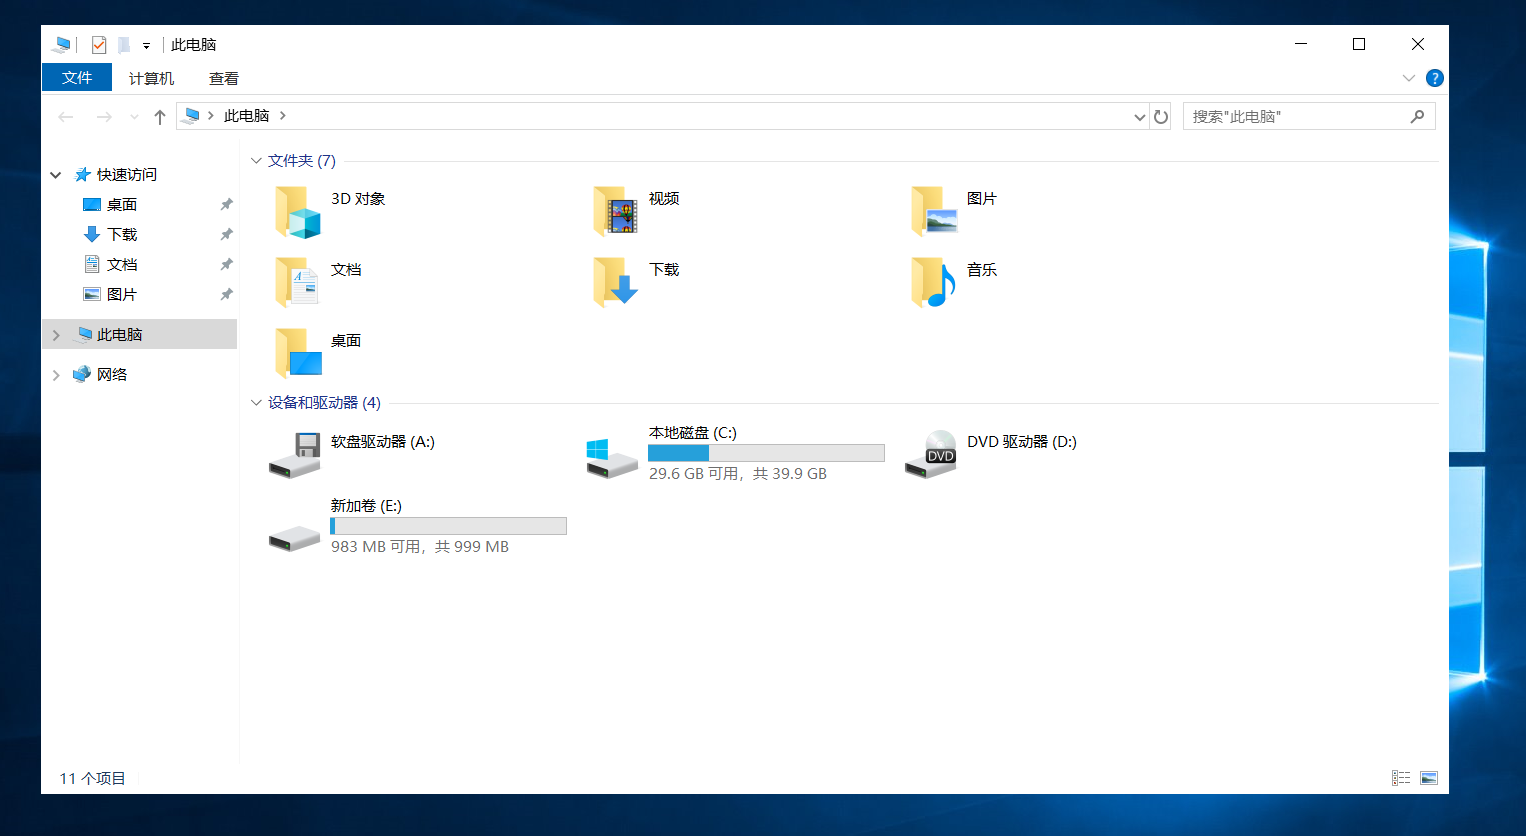 此电脑
文件 计算机 查看
此电脑
搜索"此电脑"
快速访问
桌面
下载
文档
图片
此电脑
网络
文件夹 (7)
3D 对象
视频
图片
文档
下载
音乐
桌面
设备和驱动器 (4)
软盘驱动器 (A:)
本地磁盘 (C:)
29.6 GB 可用，共 39.9 GB
DVD
DVD 驱动器 (D:)
新加卷 (E:)
983 MB 可用，共 999 MB
11 个项目